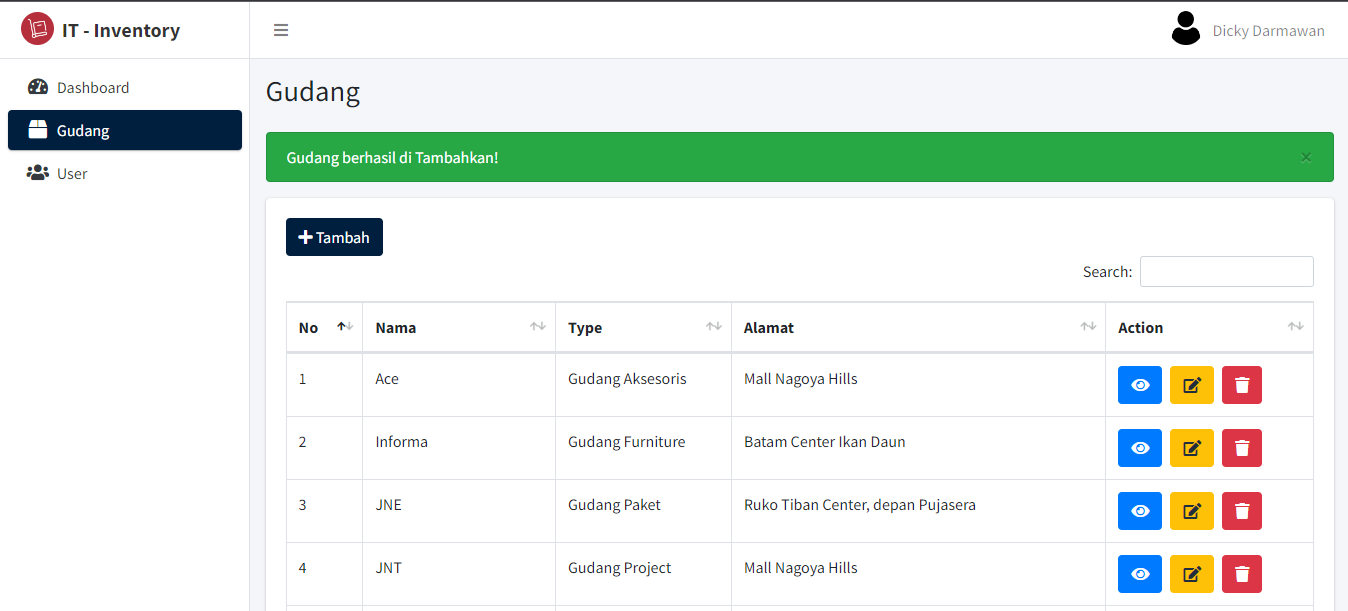 IT - Inventory
Dicky Darmawan
Dashboard
Gudang
User
Gudang
Gudang berhasil di Tambahkan!
×
Tambah
Search:
No Nama Type Alamat Action
1 Ace Gudang Aksesoris Mall Nagoya Hills
2 Informa Gudang Furniture Batam Center Ikan Daun
3 JNE Gudang Paket Ruko Tiban Center, depan Pujasera
4 JNT Gudang Project Mall Nagoya Hills